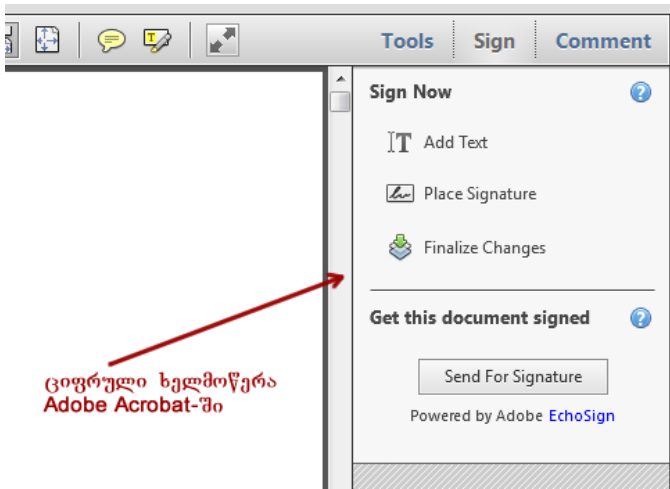 Tools Sign Comment
Sign Now
Add Text
Place Signature
Finalize Changes
Get this document signed
Send For Signature
Powered by Adobe EchoSign
ციფრული ხელმოწერა
Adobe Acrobat-ში